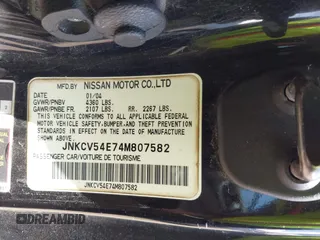 MFD.BY NISSAN MOTOR CO.,LTD
DATE 01/04
GVWR/PNBV 4360 LBS.
GAWR/PNBE FR. 2107 LBS. RR. 2267 LBS.
THIS VEHICLE CONFORMS TO ALL APPLICABLE
FEDERAL MOTOR VEHICLE SAFETY, BUMPER, AND
THEFT PREVENTION STANDARDS IN EFFECT ON
THE DATE OF MANUFACTURE SHOWN ABOVE.
JNKCV54E74M807582
PASSENGER CAR/VOITURE DE TOURISME
JNKCV54E74M807582
DREAMBID